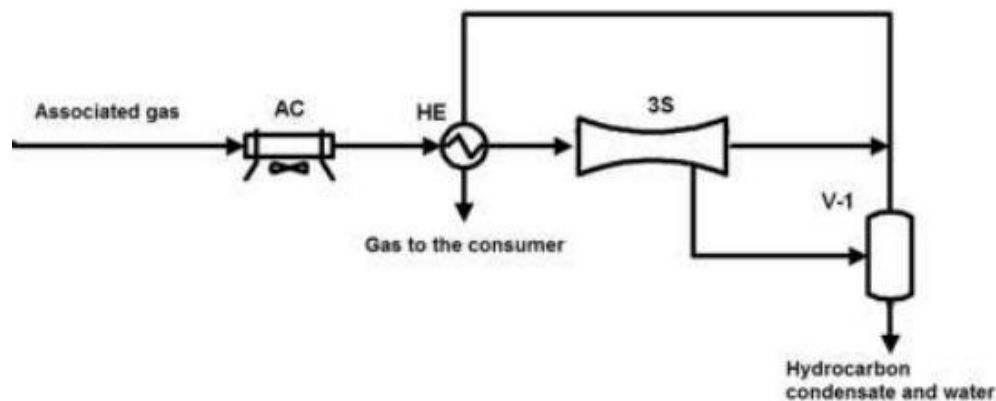 Associated gas
AC
HE
3S
V-1
Gas to the consumer
Hydrocarbon
condensate and water